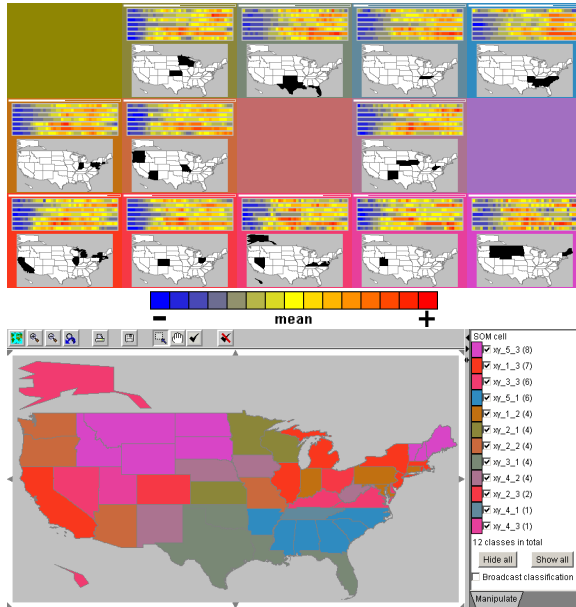 mean
SOM cell
xy_5_3 (8)
xy_1_3 (7)
xy_3_3 (6)
xy_5_1 (6)
xy_1_2 (4)
xy_2_1 (4)
xy_2_2 (4)
xy_3_1 (4)
xy_4_2 (4)
xy_2_3 (2)
xy_4_1 (1)
xy_4_3 (1)
12 classes in total
Hide all
Show all
Broadcast classification
Manipulate